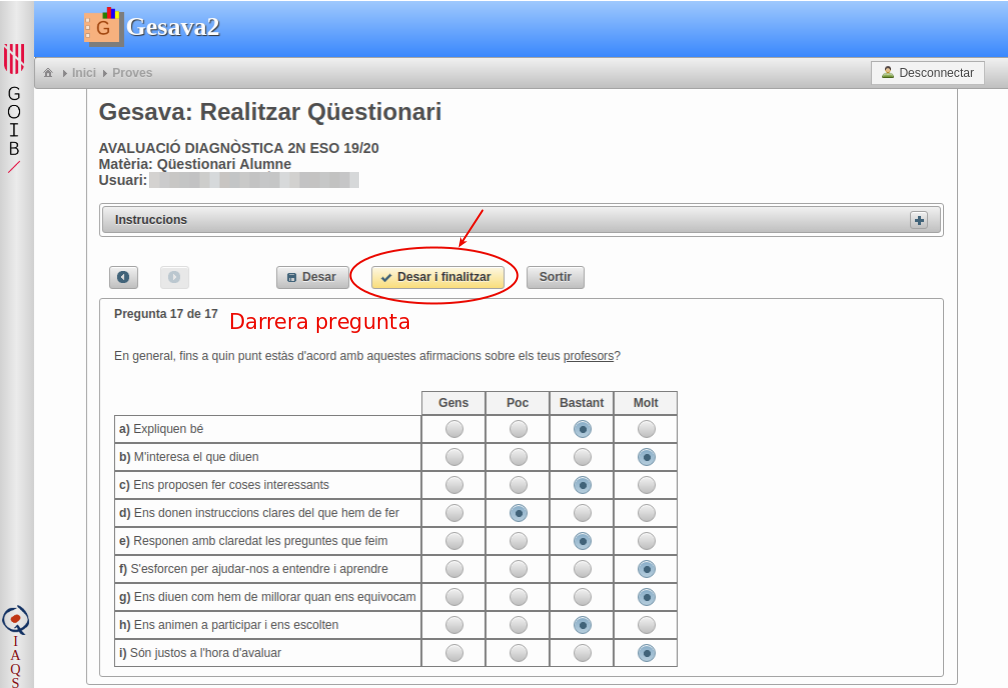 G Gesava2
Inici Proves
Desconnectar
G
O
I
B
Gesava: Realitzar Qüestionari
AVALUACIÓ DIAGNÒSTICA 2N ESO 19/20
Matèria: Qüestionari Alumne
Usuari:
Instruccions
Desar Desar i finalitzar Sortir
Pregunta 17 de 17 Darrera pregunta
En general, fins a quin punt estàs d'acord amb aquestes afirmacions sobre els teus profesors?
Gens Poc Bastant Molt
a) Expliquen bé
b) M'interesa el que diuen
c) Ens proposen fer coses interessants
d) Ens donen instruccions clares del que hem de fer
e) Responen amb claredat les preguntes que feim
f) S'esforcen per ajudar-nos a entendre i aprendre
g) Ens diuen com hem de millorar quan ens equivocam
h) Ens animen a participar i ens escolten
i) Són justos a l'hora d'avaluar
I
A
Q
S